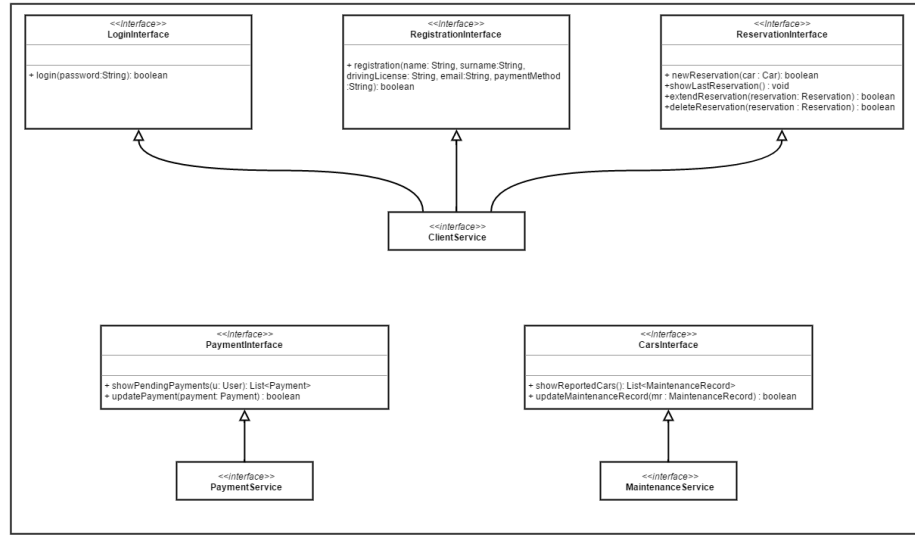 <<Interface>>
LoginInterface
+ login(password:String): boolean
<<Interface>>
RegistrationInterface
+ registration(name: String, surname:String,
drivingLicense: String, email:String, paymentMethod
:String): boolean
<<Interface>>
ReservationInterface
+ newReservation(car : Car): boolean
+showLastReservation() : void
+extendReservation(reservation: Reservation) : boolean
+deleteReservation(reservation : Reservation) : boolean
<<interface>>
ClientService
<<Interface>>
PaymentInterface
+ showPendingPayments(u: User): List<Payment>
+ updatePayment(payment: Payment) : boolean
<<Interface>>
CarsInterface
+ showReportedCars(): List<MaintenanceRecord>
+ updateMaintenanceRecord(mr : MaintenanceRecord) : boolean
<<interface>>
PaymentService
<<interface>>
MaintenanceService